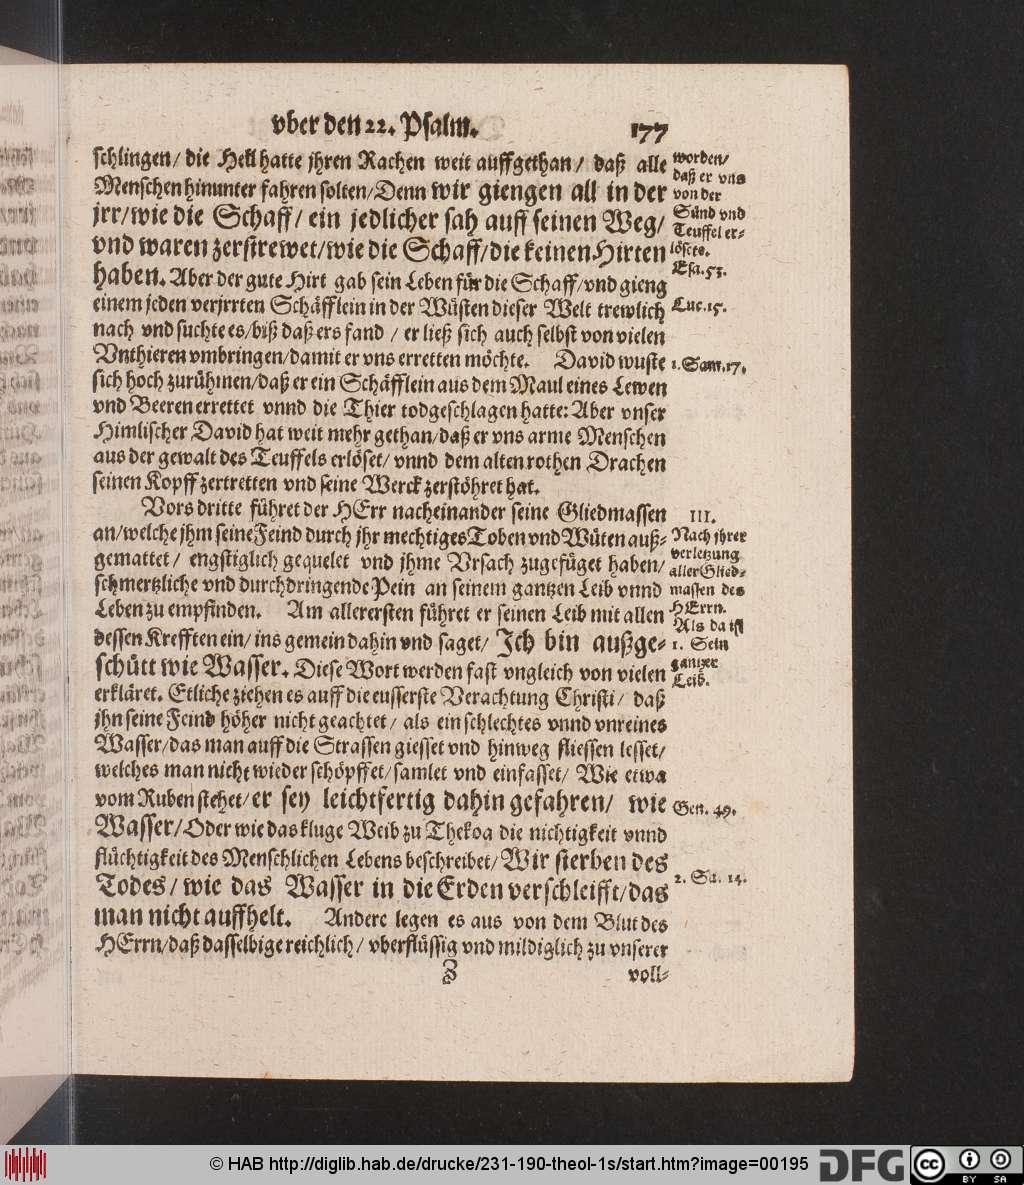 vber den 22. Psalm. 177
schlingen/ die Hell hatte jhren Rachen weit auffgethan/ daß alle
Menschen hinunter fahren solten/Denn wir giengen all in der
jrr/wie die Schaff/ ein jedlicher sah auff seinen Weg/
vnd waren zerstrewet/wie die Schaff/die keinen Hirten
haben. Aber der gute Hirt gab sein Leben für die Schaff/vnd gieng
einem jeden verjrrten Schäfflein in der Wüsten dieser Welt trewlich
nach vnd suchte es/biß daß ers fand / er ließ sich auch selbst von vielen
Vnthieren vmbringen/damit er vns erretten möchte. David wuste
sich hoch zurühmen/daß er ein Schäfflein aus dem Maul eines Lewen
vnd Beeren errettet vnnd die Thier todgeschlagen hatte: Aber vnser
Himlischer David hat weit mehr gethan/daß er vns arme Menschen
aus der gewalt des Teuffels erlöset/ vnnd dem alten rothen Drachen
seinen Kopff zertretten vnd seine Werck zerstöhret hat.
Vors dritte führet der HErr nacheinander seine Gliedmassen
an/welche jhm seine Feind durch jhr mechtiges Toben vnd Wüten auß-
gemattet/ engstiglich gequelet vnd jhme Vrsach zugefüget haben/
schmertzliche vnd durchdringende Pein an seinem gantzen Leib vnnd
Leben zu empfinden. Am allerersten führet er seinen Leib mit allen
dessen Krefften ein/ ins gemein dahin vnd saget/ Ich bin außge-
schütt wie Wasser. Diese Wort werden fast vngleich von vielen
erkläret. Etliche ziehen es auff die eusserste Verachtung Christi/ daß
jhn seine Feind höher nicht geachtet/ als ein schlechtes vnnd vnreines
Wasser/das man auff die Strassen giesset vnd hinweg fliessen lesset/
welches man nicht wieder schöpffet/samlet vnd einfasset/ Wie etwa
vom Ruben stehet/er sey leichtfertig dahin gefahren/ wie
Wasser/Oder wie das kluge Weib zu Thekoa die nichtigkeit vnnd
flüchtigkeit des Menschlichen Lebens beschreibet/Wir sterben des
Todes/ wie das Wasser in die Erden verschleifft/das
man nicht auffhelt. Andere legen es aus von dem Blut des
HErrn/daß dasselbige reichlich/ vberflüssig vnd mildiglich zu vnserer
Z voll-
worden/
daß er vns
von der
Sünd vnd
Teuffel er-
lösete.
Esa. 53.
Luc. 15.
1. Sam. 17.
III.
Nach jhrer
verletzung
aller Glied-
massen des
HErrn.
Als da ist
1. Sein
gantzer
Leib.
Gen. 49.
2. Sa. 14.
© HAB http://diglib.hab.de/drucke/231-190-theol-1s/start.htm?image=00195
DFG
cc
BY SA